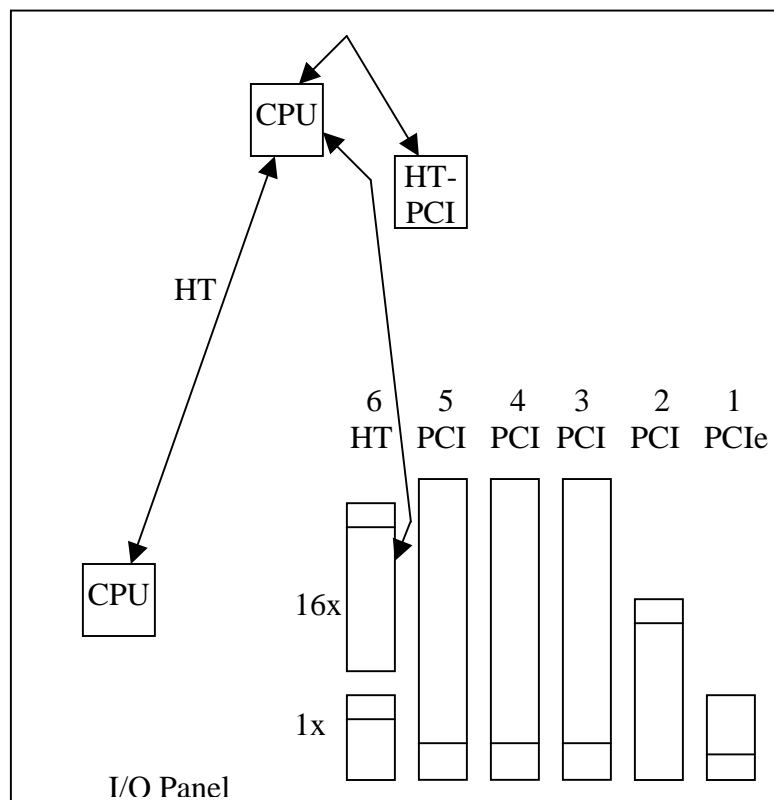 CPU
HT-
PCI
HT
6 5 4 3 2 1
HT PCI PCI PCI PCI PCIe
CPU
16x
1x
I/O Panel